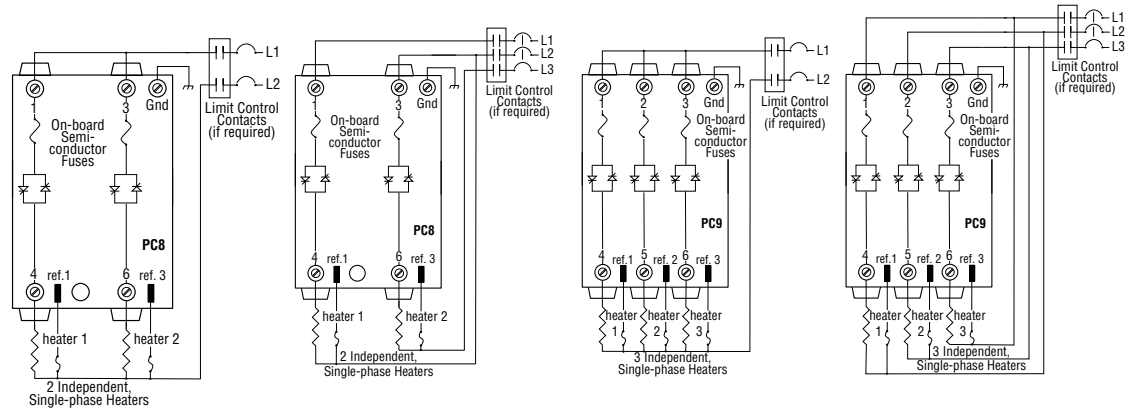 L1
L2
Limit Control
Contacts
(if required)
1
3
Gnd
On-board
Semi-
conductor
Fuses
PC8
4
ref.1
6
ref. 3
heater 1
heater 2
2 Independent,
Single-phase Heaters
L1
L2
L3
Limit Control
Contacts
(if required)
1
3
Gnd
On-board
Semi-
conductor
Fuses
PC8
4
ref.1
6
ref. 3
heater 1
heater 2
2 Independent,
Single-phase Heaters
L1
L2
Limit Control
Contacts
(if required)
1
2
3
Gnd
On-board
Semi-
conductor
Fuses
PC9
4
ref.1
5
ref. 2
6
ref. 3
heater
1
heater
2
heater
3
3 Independent,
Single-phase Heaters
L1
L2
L3
Limit Control
Contacts
(if required)
1
2
3
Gnd
On-board
Semi-
conductor
Fuses
PC9
4
ref.1
5
ref. 2
6
ref. 3
heater
1
heater
2
heater
3
3 Independent,
Single-phase Heaters